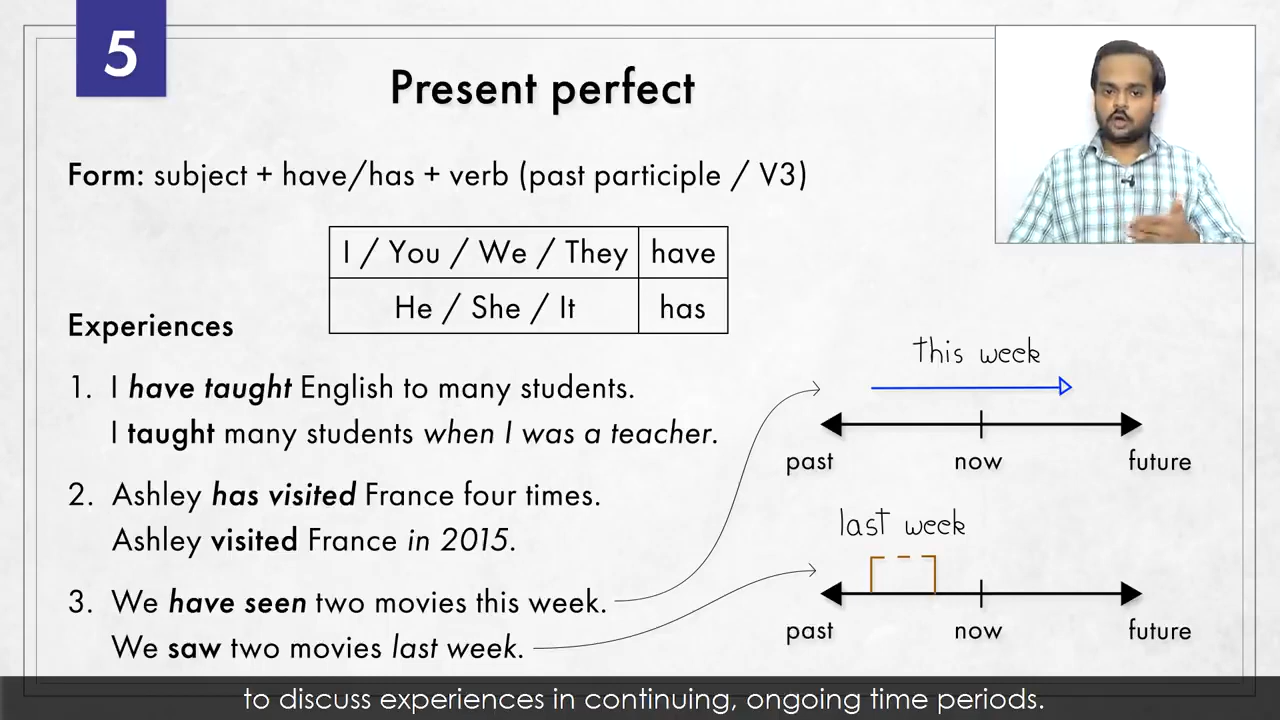 5
Present perfect
Form: subject + have/has + verb (past participle / V3)
I / You / We / They have
He / She / It has
Experiences
1. I have taught English to many students.
I taught many students when I was a teacher.
2. Ashley has visited France four times.
Ashley visited France in 2015.
3. We have seen two movies this week.
We saw two movies last week.
this week
past now future
last week
past now future
to discuss experiences in continuing, ongoing time periods.